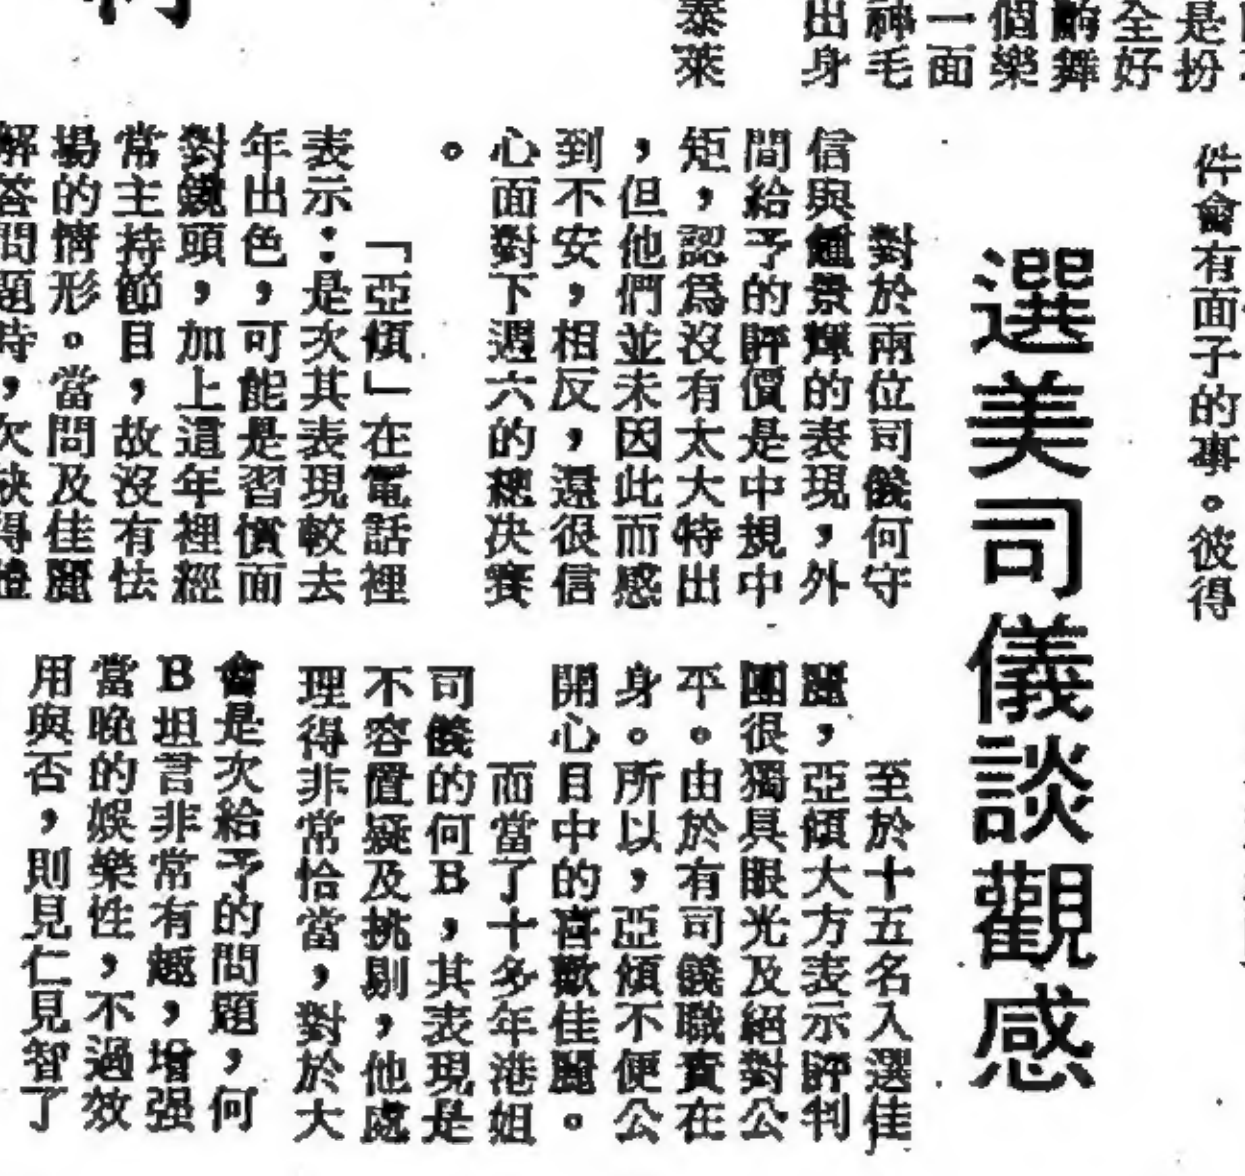 是扮
全好
齡舞
個樂
一面
神毛
出身
泰萊
件會有面子的事。彼得
選美司儀談觀感
對於兩位司儀何守
信與鍾景輝的表現,外
間給予的評價是中規中
矩,認爲沒有太大特出
,但他們並未因此而感
到不安,相反,還很信
心面對下週六的總决賽
。
「亞傾」在電話裡
表示:是次其表現較去
年出色,可能是習慣面
對鏡頭,加上這年裡經
常主持節目,故沒有怯
場的情形。當問及佳麗
解答問題時,欠缺得體
至於十五名入選佳
麗,亞傾大方表示評判
團很獨具眼光及絕對公
平。由於有司儀職責在
身。所以,亞傾不便公
開心目中的喜歡佳麗。
而當了十多年港姐
司儀的何B,其表現是
不容置疑及挑剔,他處
理得非常恰當,對於大
會是次給予的問題,何
B坦言非常有趣,增强
當晚的娛樂性,不過效
用與否,則見仁見智了